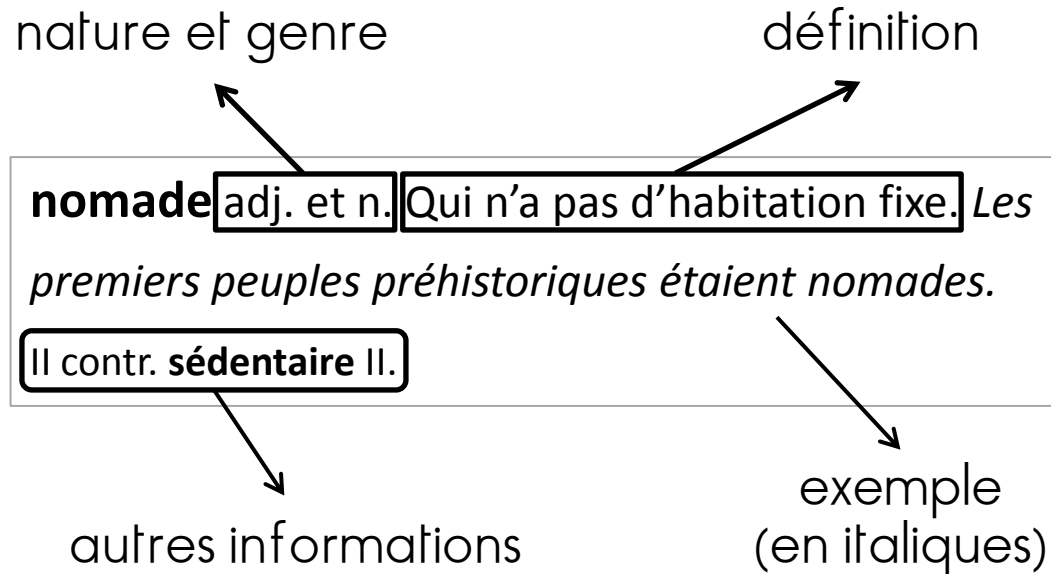 nature et genre
définition
nomade adj. et n. Qui n’a pas d’habitation fixe. Les
premiers peuples préhistoriques étaient nomades.
II contr. sédentaire II.
exemple
autres informations
(en italiques)